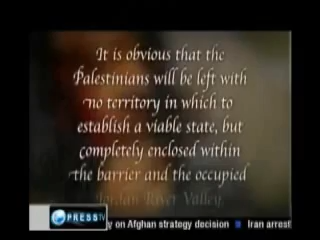 It is obvious that the
Palestinians will be left with
no territory in which to
establish a viable state, but
completely enclosed within
the barrier and the occupied
Jordan River Valley
PRESS TV
y on Afghan strategy decision ■ Iran arrest